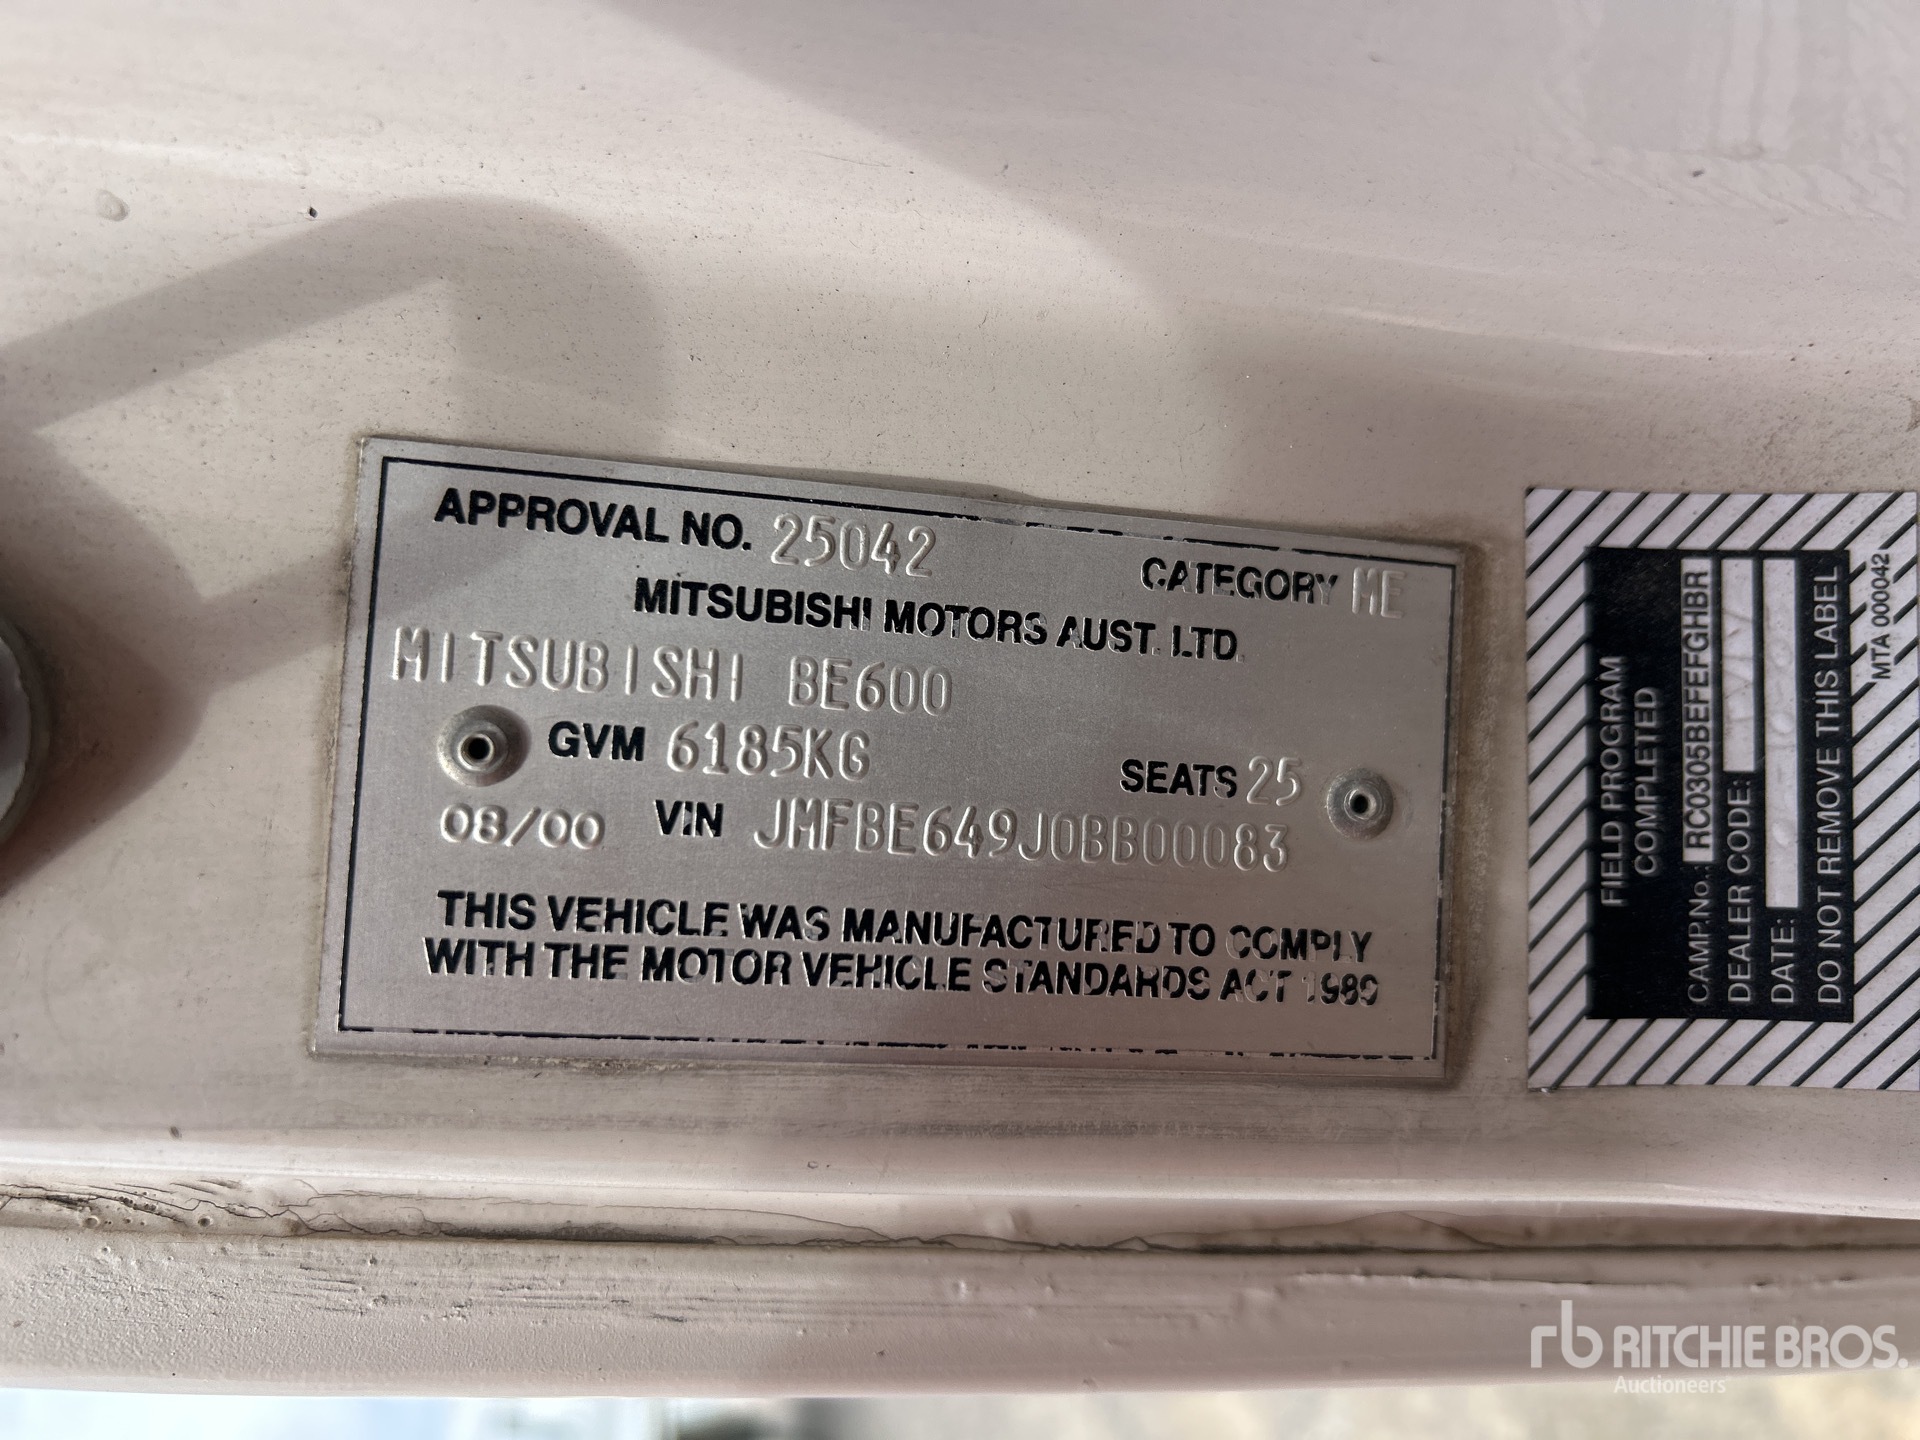 APPROVAL NO. 25042
CATEGORY ME
MITSUBISHI MOTORS AUST. LTD.
MITSUBISHI BE600
GVM 6185KG
SEATS 25
08/00 VIN JMFBE649J0BB00083
THIS VEHICLE WAS MANUFACTURED TO COMPLY
WITH THE MOTOR VEHICLE STANDARDS ACT 1989
FIELD PROGRAM
COMPLETED
CAMP.No.: RC0305BEFEFGHBR
DEALER CODE:
DATE:
DO NOT REMOVE THIS LABEL
MTA 000042
rb RITCHIE BROS.
Auctioneers